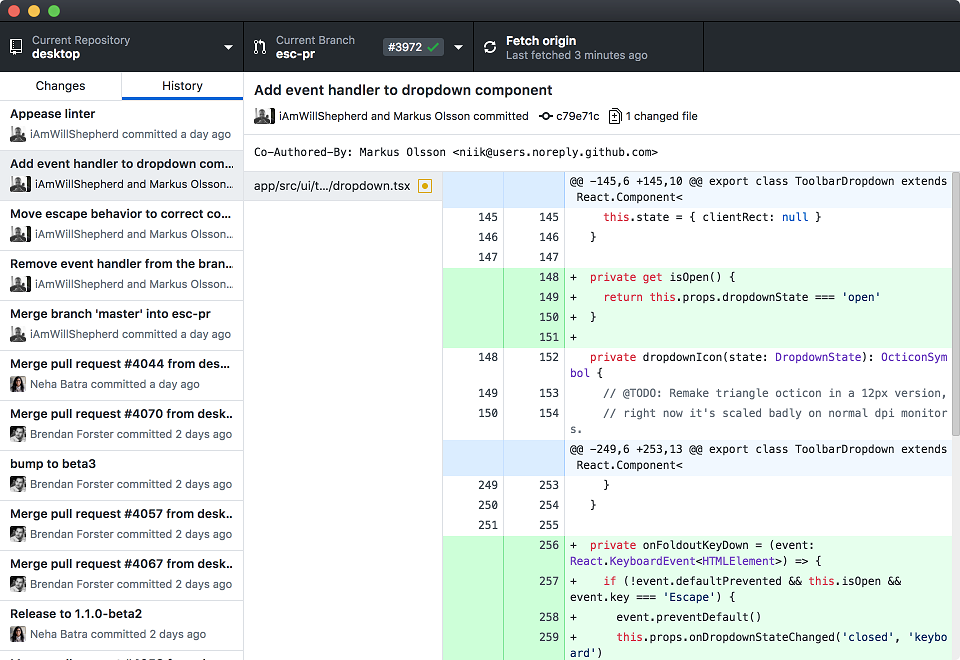 Current Repository
desktop
Current Branch
esc-pr
#3972
Fetch origin
Last fetched 3 minutes ago
Changes
History
Appease linter
iAmWillShepherd committed a day ago
Add event handler to dropdown com...
iAmWillShepherd and Markus Olsson...
Move escape behavior to correct co...
iAmWillShepherd and Markus Olsson...
Remove event handler from the bran...
iAmWillShepherd and Markus Olsson...
Merge branch 'master' into esc-pr
iAmWillShepherd committed a day ago
Merge pull request #4044 from des...
Neha Batra committed a day ago
Merge pull request #4070 from desk...
Brendan Forster committed 2 days ago
bump to beta3
Brendan Forster committed 2 days ago
Merge pull request #4057 from desk...
Brendan Forster committed 2 days ago
Merge pull request #4067 from desk...
Brendan Forster committed 2 days ago
Release to 1.1.0-beta2
Neha Batra committed 2 days ago
Add event handler to dropdown component
iAmWillShepherd and Markus Olsson committed c79e71c 1 changed file
Co-Authored-By: Markus Olsson <niik@users.noreply.github.com>
app/src/ui/t.../dropdown.tsx
@@ -145,6 +145,10 @@ export class ToolbarDropdown extends
React.Component<
145 145 this.state = { clientRect: null }
146 146 }
147 147
148 + private get isOpen() {
149 + return this.props.dropdownState === 'open'
150 + }
151 +
148 152 private dropdownIcon(state: DropdownState): OcticonSym
bol {
149 153 // @TODO: Remake triangle octicon in a 12px version,
150 154 // right now it's scaled badly on normal dpi monitor
s.
@@ -249,6 +253,13 @@ export class ToolbarDropdown extends
React.Component<
249 253 }
250 254 }
251 255
256 + private onFoldoutKeyDown = (event:
React.KeyboardEvent<HTMLElement>) => {
257 + if (!event.defaultPrevented && this.isOpen &&
event.key === 'Escape') {
258 + event.preventDefault()
259 + this.props.onDropdownStateChanged('closed', 'keybo
ard')